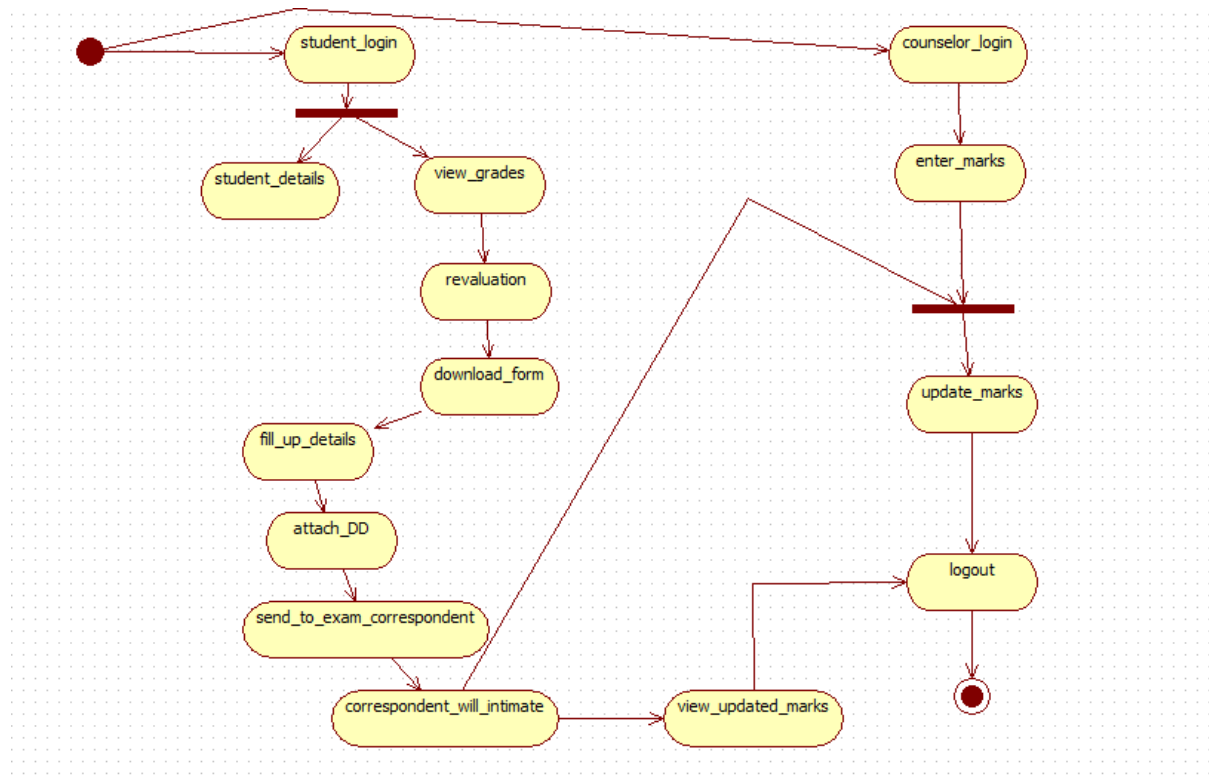 student_login
counselor_login
enter_marks
student_details
view_grades
revaluation
download_form
update_marks
fill_up_details
attach_DD
logout
send_to_exam_correspondent
correspondent_will_intimate
view_updated_marks